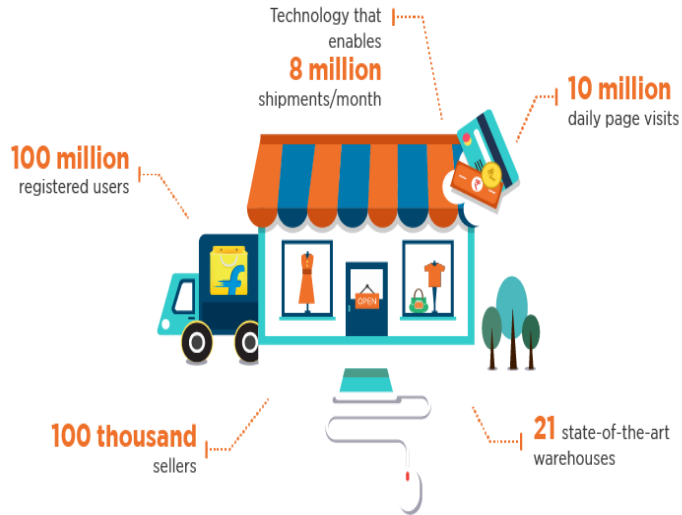 Technology that
enables
8 million
shipments/month
10 million
daily page visits
100 million
registered users
OPEN
100 thousand
sellers
21 state-of-the-art
warehouses